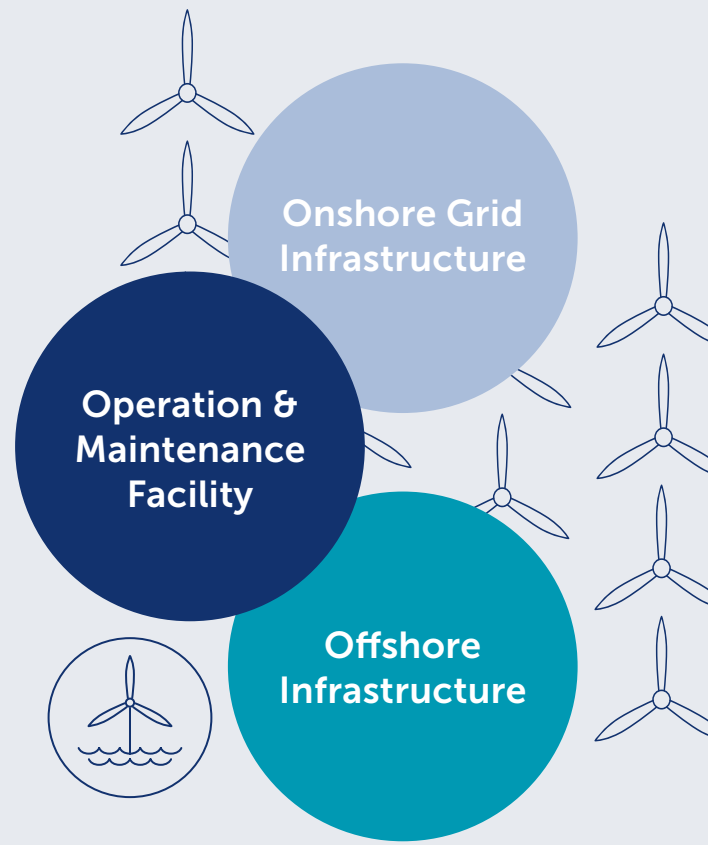 Onshore Grid
Infrastructure
Operation &
Maintenance
Facility
Offshore
Infrastructure